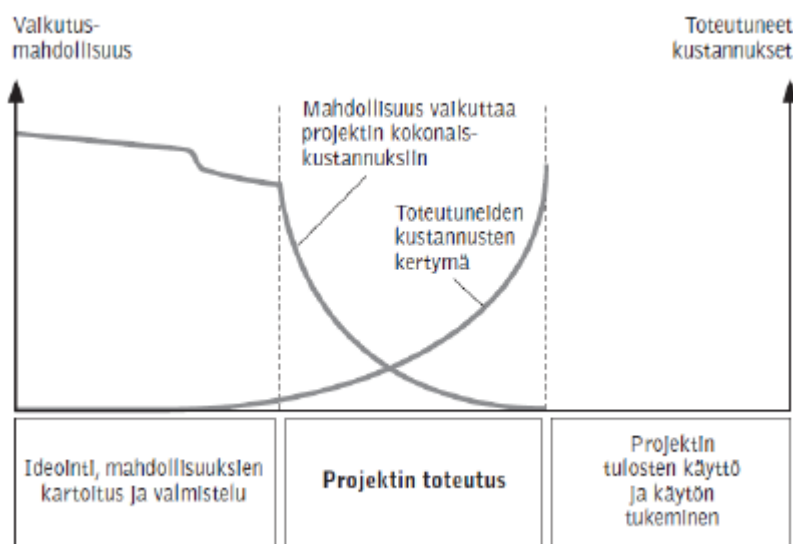 Vaikutus-
mahdollisuus
Toteutuneet
kustannukset
Mahdollisuus vaikuttaa
projektin kokonais-
kustannuksiin
Toteutuneiden
kustannusten
kertymä
Ideointi, mahdollisuuksien
kartoitus ja valmistelu
Projektin toteutus
Projektin
tulosten käyttö
ja käytön
tukeminen